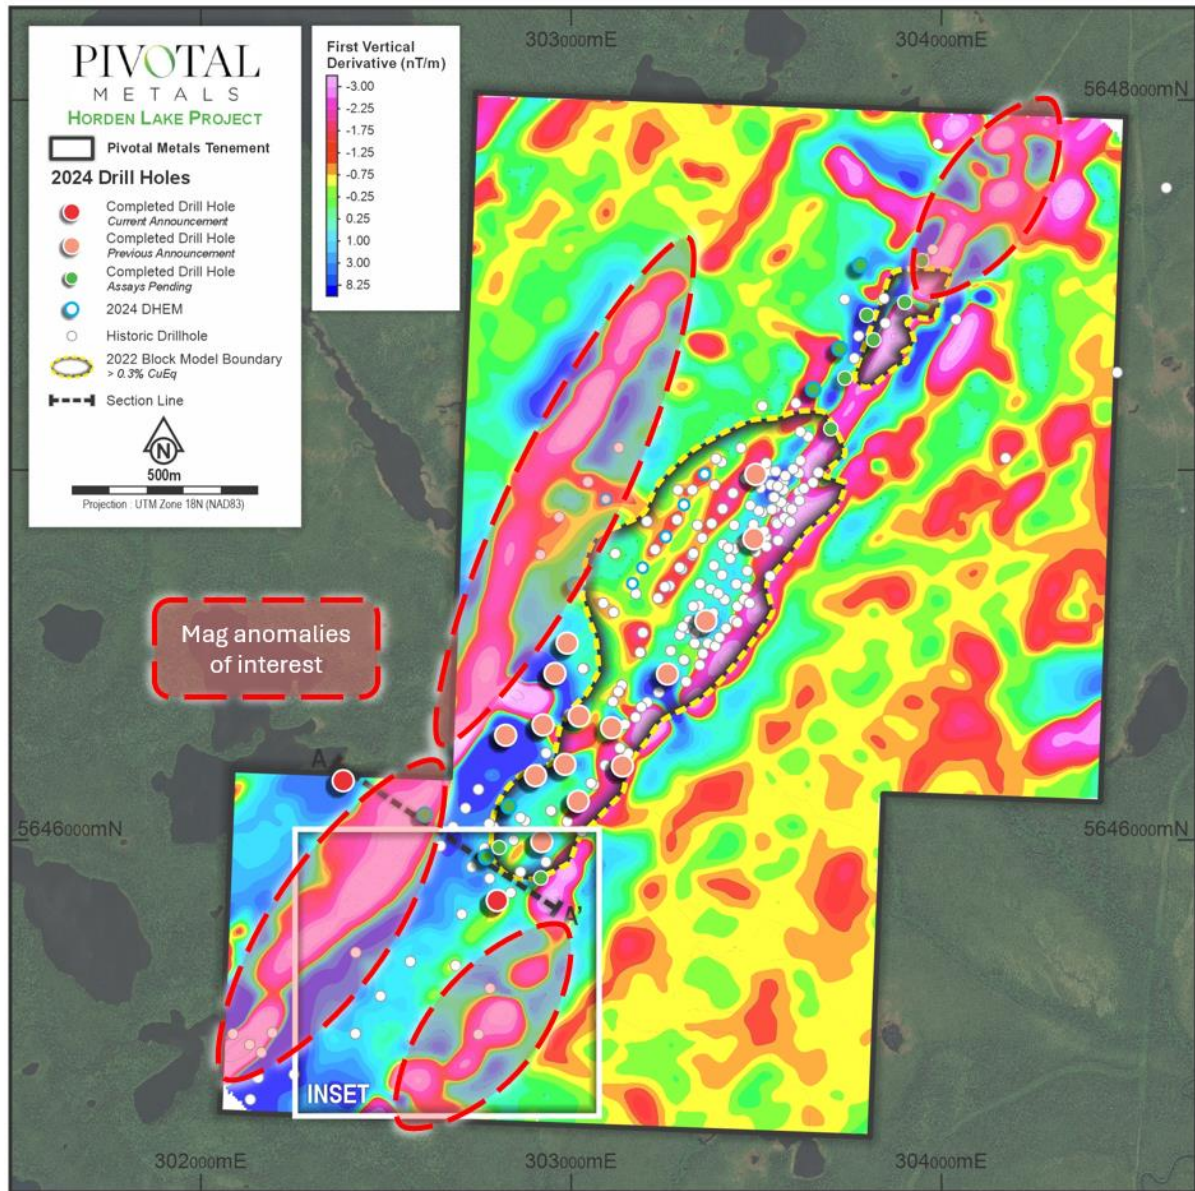 PIVOTAL
METALS
HORDEN LAKE PROJECT
Pivotal Metals Tenement
2024 Drill Holes
Completed Drill Hole
Current Announcement
Completed Drill Hole
Previous Announcement
Completed Drill Hole
Assays Pending
2024 DHEM
Historic Drillhole
2022 Block Model Boundary
> 0.3% CuEq
Section Line
N
500m
Projection : UTM Zone 18N (NAD83)
First Vertical
Derivative (nT/m)
-3.00
-2.25
-1.75
-1.25
-0.75
-0.25
0.25
1.00
3.00
8.25
303000mE
304000mE
5648000mN
Mag anomalies
of interest
A
A'
5646000mN
5646000mN
INSET
302000mE
303000mE
304000mE